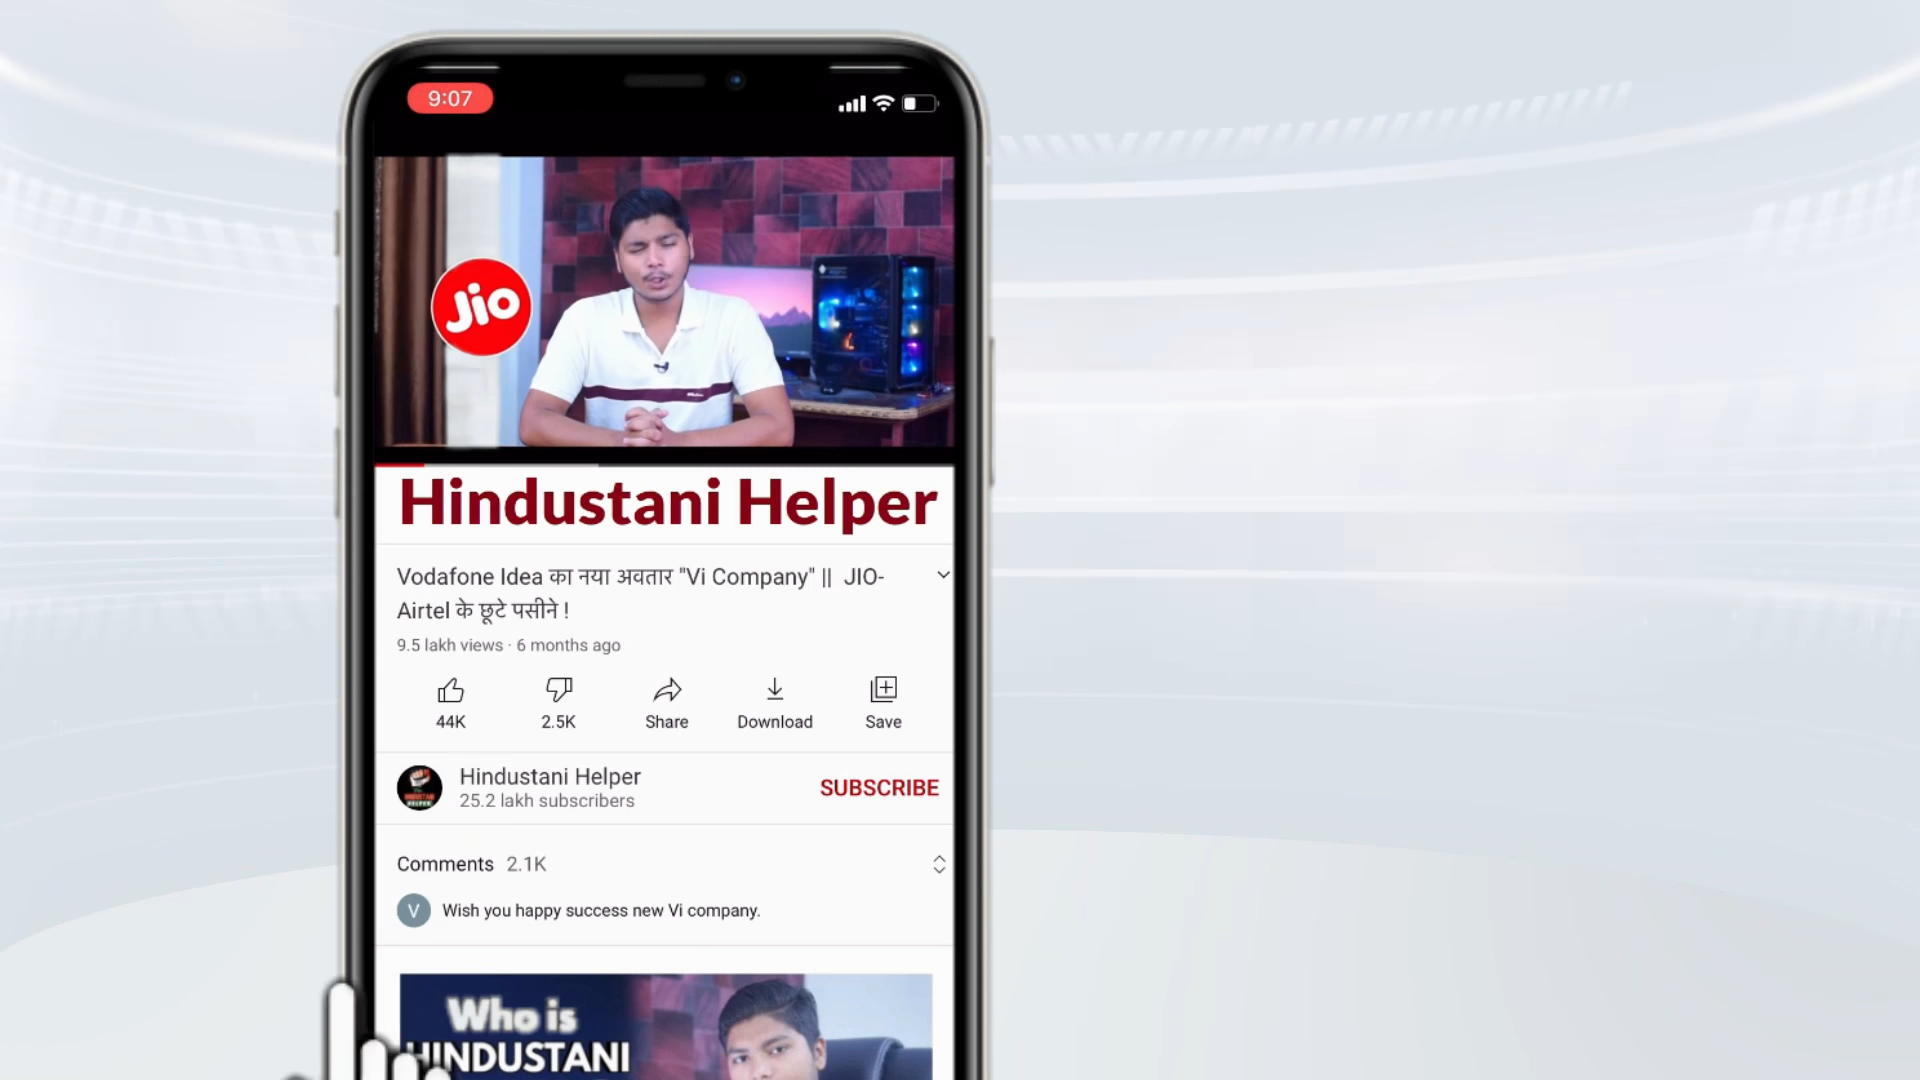 9:07
Jio
Hindustani Helper
Vodafone Idea का नया अवतार "Vi Company" || JIO-
Airtel के छूटे पसीने !
9.5 lakh views · 6 months ago
44K
2.5K
Share
Download
Save
Hindustani Helper
25.2 lakh subscribers
SUBSCRIBE
Comments 2.1K
V
Wish you happy success new Vi company.
Who is
HINDUSTANI